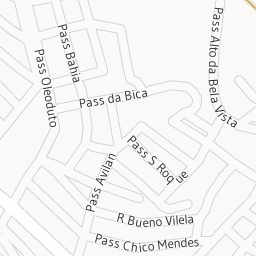 Pass Oleoduto
Pass Bahia
Pass Alto da Bela Vista
Pass da Bica
Pass S Roque
Pass Avilan
R Bueno Vilela
Pass Chico Mendes